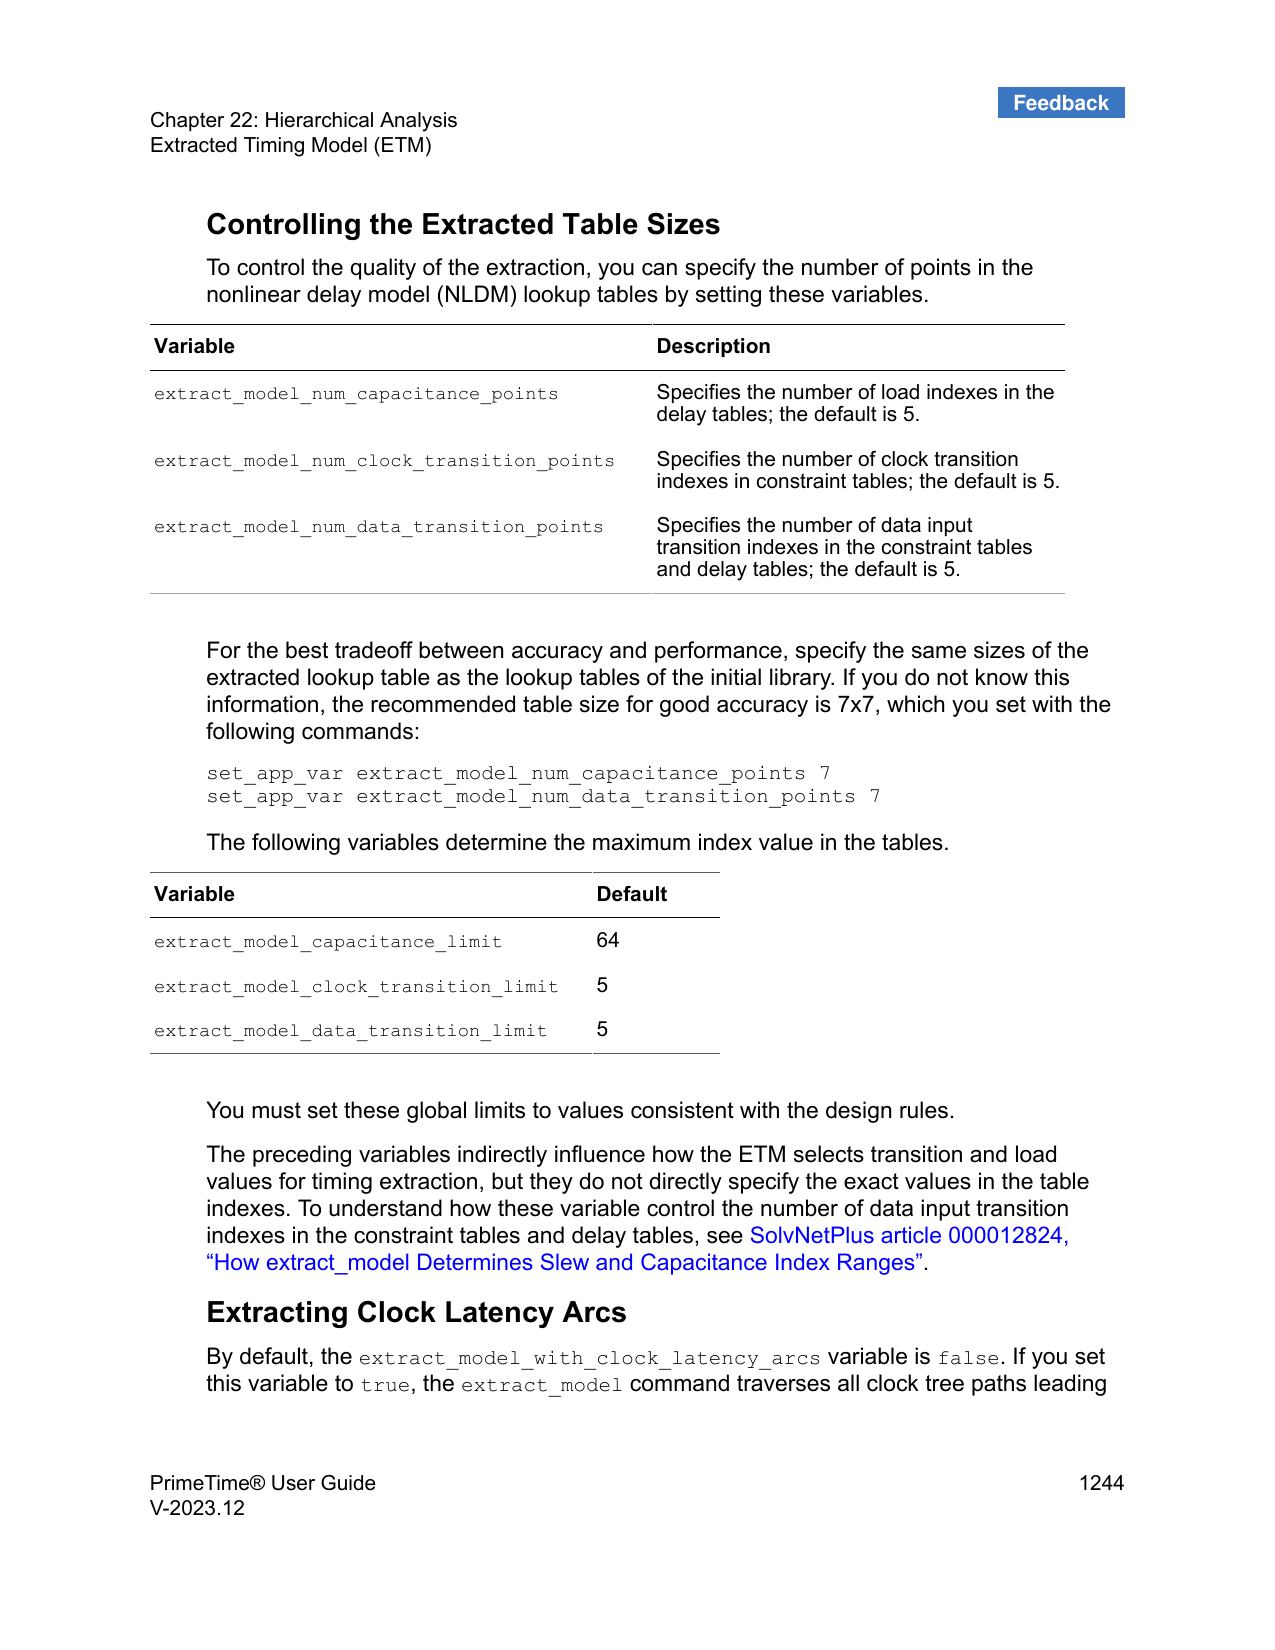 Feedback
Chapter 22: Hierarchical Analysis
Extracted Timing Model (ETM)
Controlling the Extracted Table Sizes
To control the quality of the extraction, you can specify the number of points in the
nonlinear delay model (NLDM) lookup tables by setting these variables.
Variable Description
extract_model_num_capacitance_points Specifies the number of load indexes in the
delay tables; the default is 5.
extract_model_num_clock_transition_points Specifies the number of clock transition
indexes in constraint tables; the default is 5.
extract_model_num_data_transition_points Specifies the number of data input
transition indexes in the constraint tables
and delay tables; the default is 5.
For the best tradeoff between accuracy and performance, specify the same sizes of the
extracted lookup table as the lookup tables of the initial library. If you do not know this
information, the recommended table size for good accuracy is 7x7, which you set with the
following commands:
set_app_var extract_model_num_capacitance_points 7
set_app_var extract_model_num_data_transition_points 7
The following variables determine the maximum index value in the tables.
Variable Default
extract_model_capacitance_limit 64
extract_model_clock_transition_limit 5
extract_model_data_transition_limit 5
You must set these global limits to values consistent with the design rules.
The preceding variables indirectly influence how the ETM selects transition and load
values for timing extraction, but they do not directly specify the exact values in the table
indexes. To understand how these variable control the number of data input transition
indexes in the constraint tables and delay tables, see SolvNetPlus article 000012824,
“How extract_model Determines Slew and Capacitance Index Ranges”.
Extracting Clock Latency Arcs
By default, the extract_model_with_clock_latency_arcs variable is false. If you set
this variable to true, the extract_model command traverses all clock tree paths leading
PrimeTime® User Guide 1244
V-2023.12